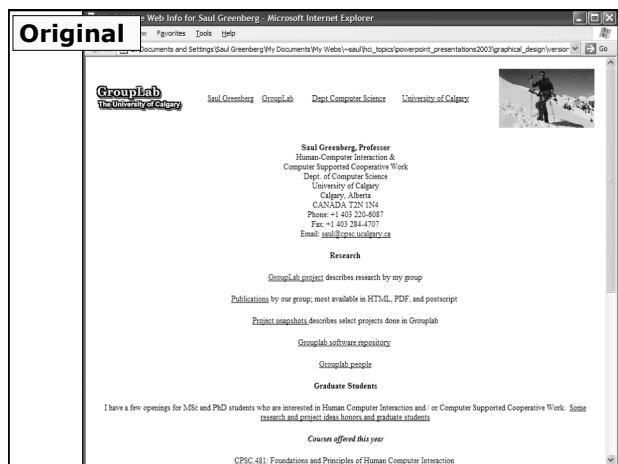 Original
Web Info for Saul Greenberg - Microsoft Internet Explorer
Favorites Tools Help
Documents and Settings\Saul Greenberg\My Documents\My Webs\~saul\hci_topics\powerpoint_presentations2003\graphical_design\version Go
GroupLab
The University of Calgary
Saul Greenberg GroupLab Dept Computer Science University of Calgary
Saul Greenberg, Professor
Human-Computer Interaction &
Computer Supported Cooperative Work
Dept. of Computer Science
University of Calgary
Calgary, Alberta
CANADA T2N 1N4
Phone: +1 403 220-6087
Fax: +1 403 284-4707
Email: saul@cpsc.ucalgary.ca
Research
GroupLab project describes research by my group
Publications by our group; most available in HTML, PDF, and postscript
Project snapshots describes select projects done in Grouplab
Grouplab software repository
Grouplab people
Graduate Students
I have a few openings for MSc and PhD students who are interested in Human Computer Interaction and / or Computer Supported Cooperative Work. Some
research and project ideas honors and graduate students
Courses offered this year
CPSC 481: Foundations and Principles of Human Computer Interaction